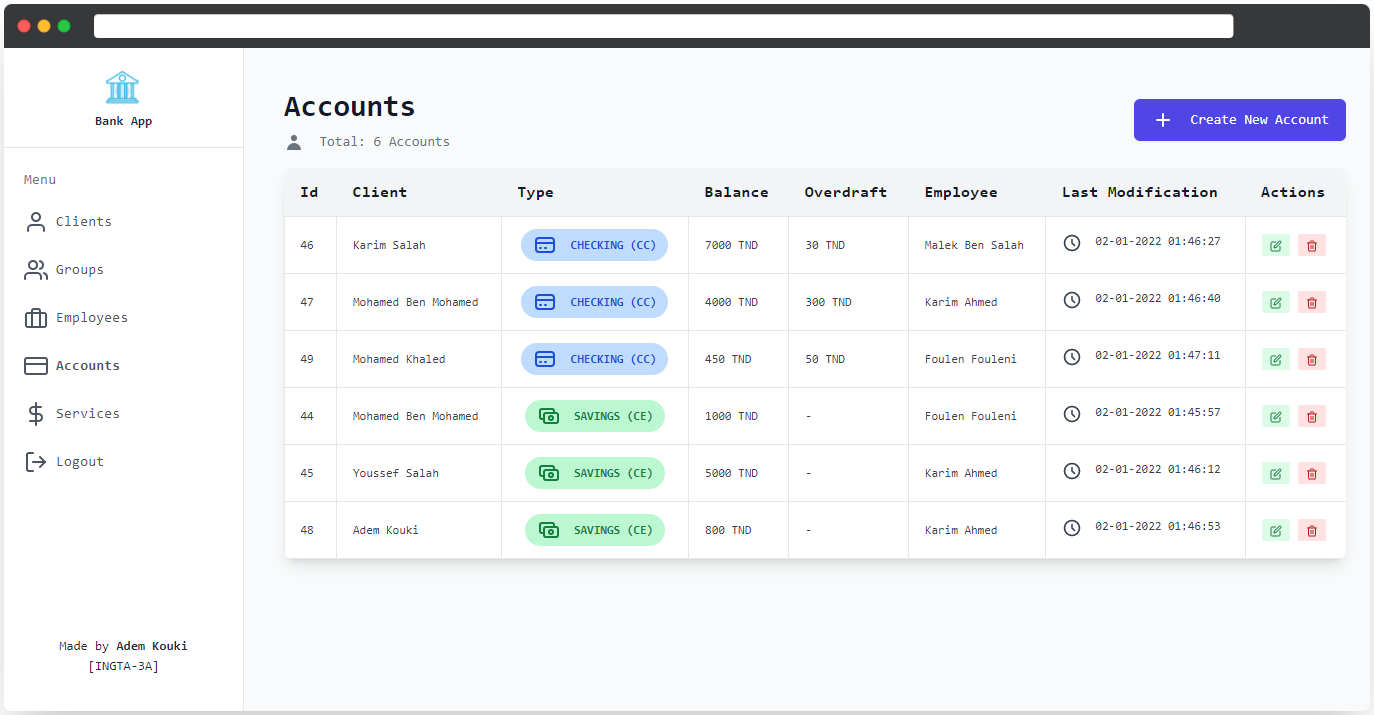 Bank App
Menu
Clients
Groups
Employees
Accounts
Services
Logout
Made by Adem Kouki
[INGTA-3A]
Accounts
Total: 6 Accounts
Create New Account
Id Client Type Balance Overdraft Employee Last Modification Actions
46 Karim Salah CHECKING (CC) 7000 TND 30 TND Malek Ben Salah 02-01-2022 01:46:27
47 Mohamed Ben Mohamed CHECKING (CC) 4000 TND 300 TND Karim Ahmed 02-01-2022 01:46:40
49 Mohamed Khaled CHECKING (CC) 450 TND 50 TND Foulen Fouleni 02-01-2022 01:47:11
44 Mohamed Ben Mohamed SAVINGS (CE) 1000 TND - Foulen Fouleni 02-01-2022 01:45:57
45 Youssef Salah SAVINGS (CE) 5000 TND - Karim Ahmed 02-01-2022 01:46:12
48 Adem Kouki SAVINGS (CE) 800 TND - Karim Ahmed 02-01-2022 01:46:53